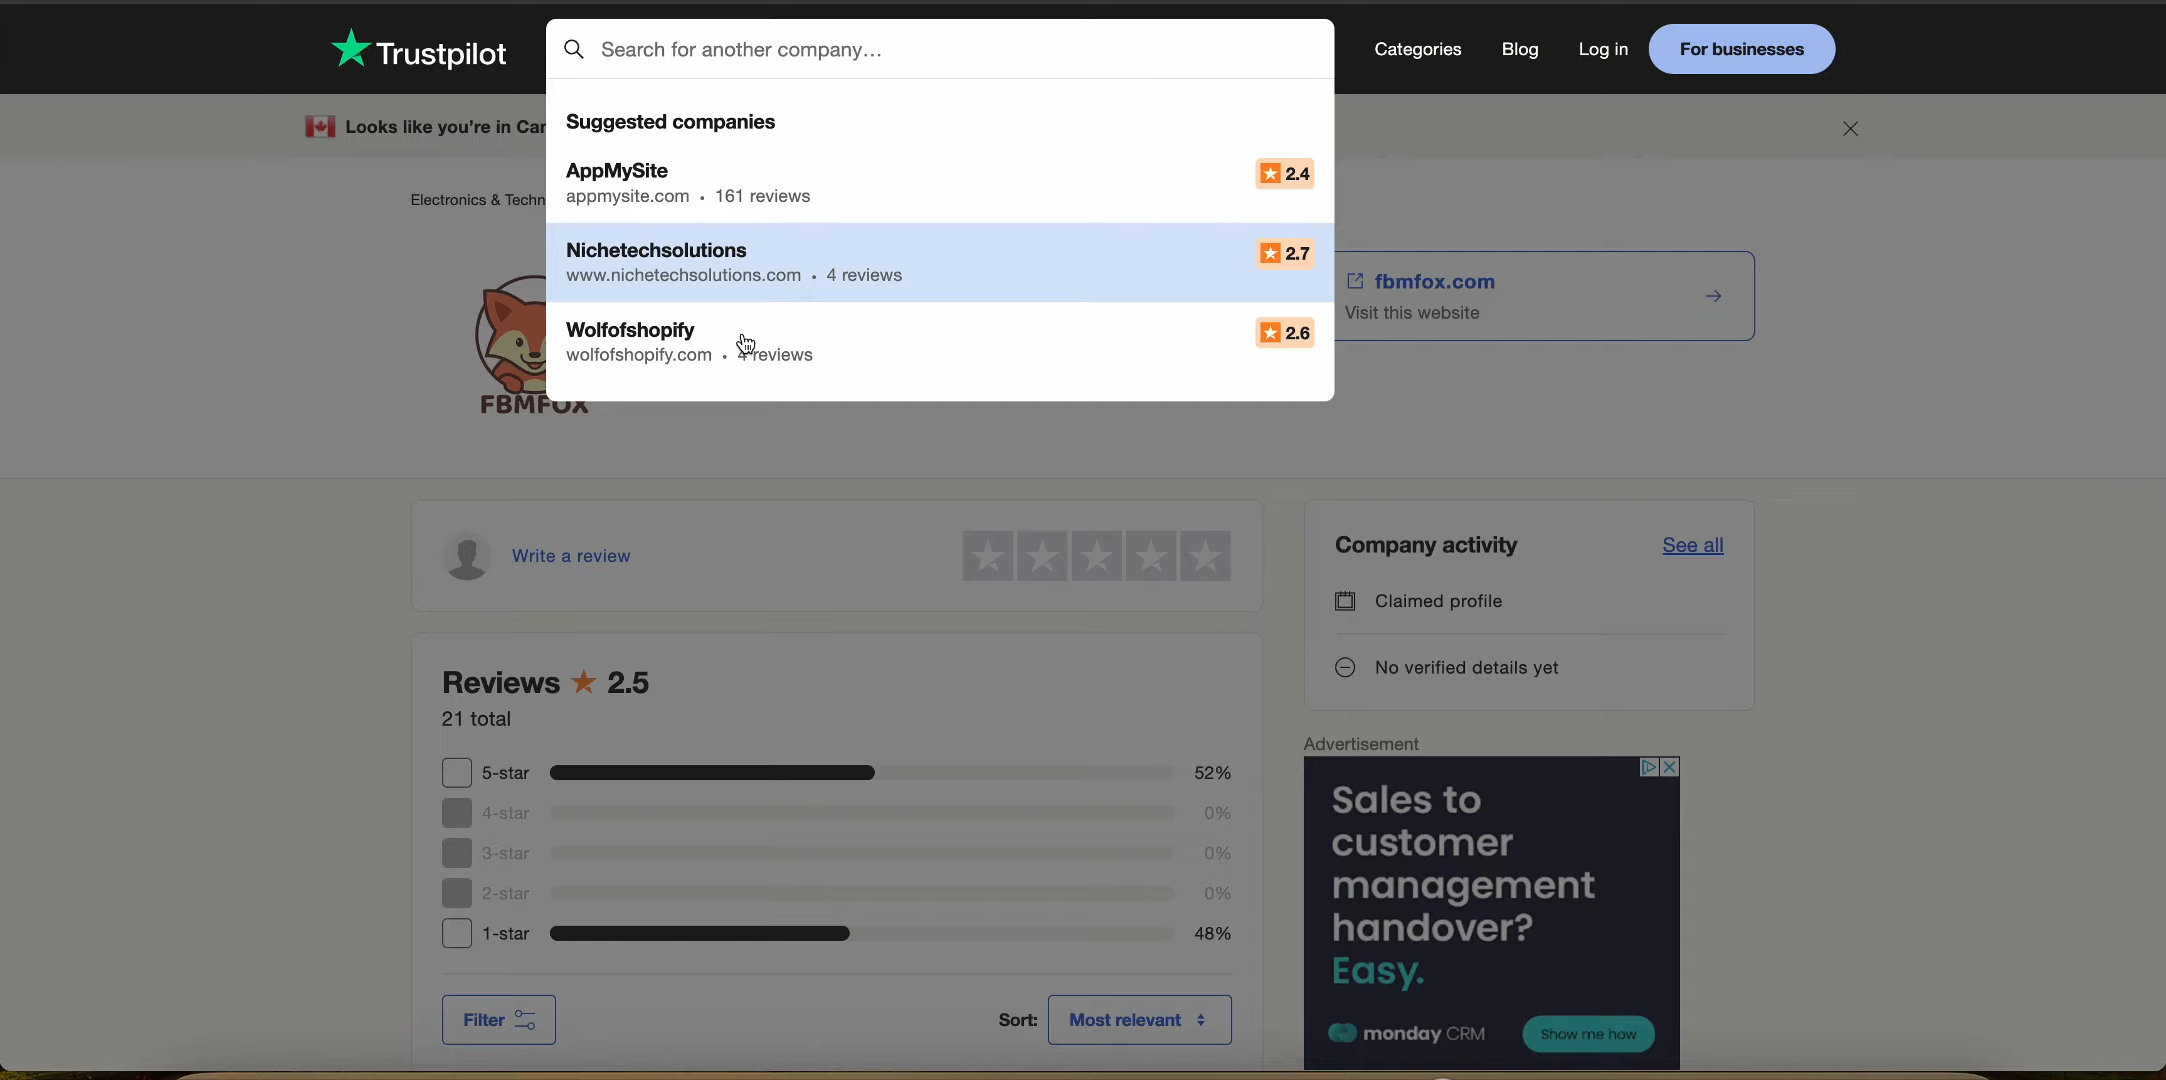 Trustpilot
Search for another company...
Categories
Blog
Log in
For businesses
Looks like you're in Car
Suggested companies
AppMySite
appmysite.com • 161 reviews
2.4
Electronics & Techn
Nichetechsolutions
www.nichetechsolutions.com • 4 reviews
2.7
fbmfox.com
Visit this website
Wolfofshopify
wolfofshopify.com • 4 reviews
2.6
FBMFOX
Write a review
Company activity
See all
Claimed profile
No verified details yet
Reviews 2.5
21 total
5-star 52%
4-star 0%
3-star 0%
2-star 0%
1-star 48%
Filter
Sort:
Most relevant
Advertisement
Sales to
customer
management
handover?
Easy.
monday CRM
Show me how